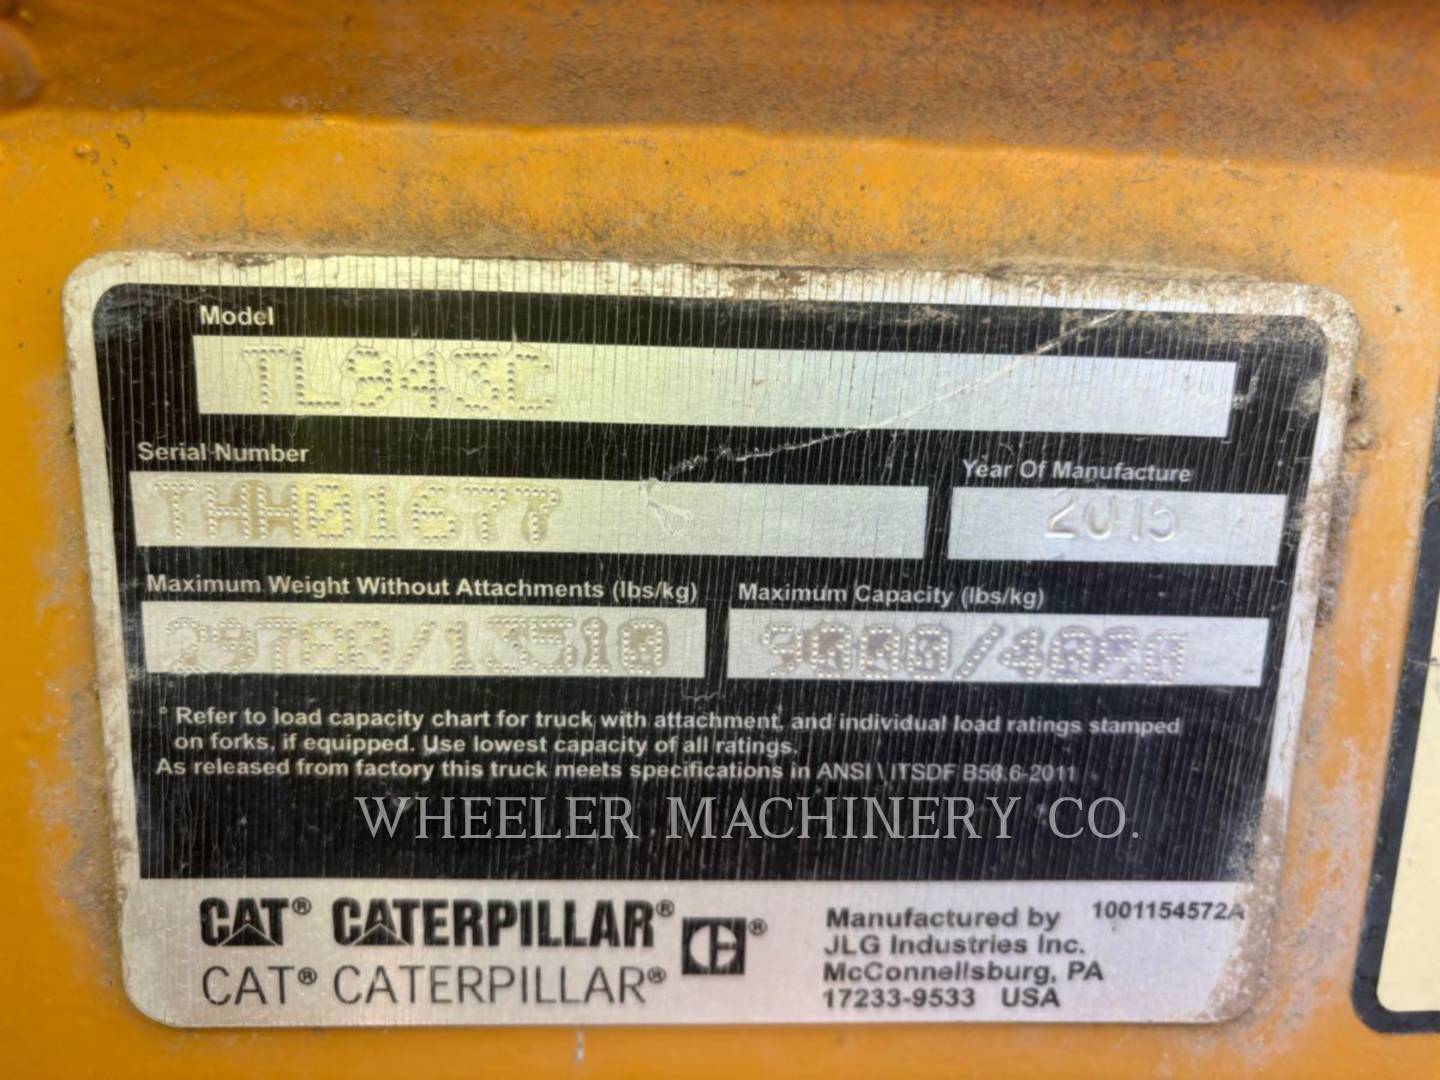 Model
TL943C
Serial Number
THH01677
Year Of Manufacture
2015
Maximum Weight Without Attachments (lbs/kg)
29780/13510
Maximum Capacity (lbs/kg)
9000/4080
° Refer to load capacity chart for truck with attachment, and individual load ratings stamped
on forks, if equipped. Use lowest capacity of all ratings.
As released from factory this truck meets specifications in ANSI \ ITSDF B56.6-2011
WHEELER MACHINERY CO.
CAT® CATERPILLAR®
CAT® CATERPILLAR®
CE®
Manufactured by
JLG Industries Inc.
McConnellsburg, PA
17233-9533 USA
1001154572A